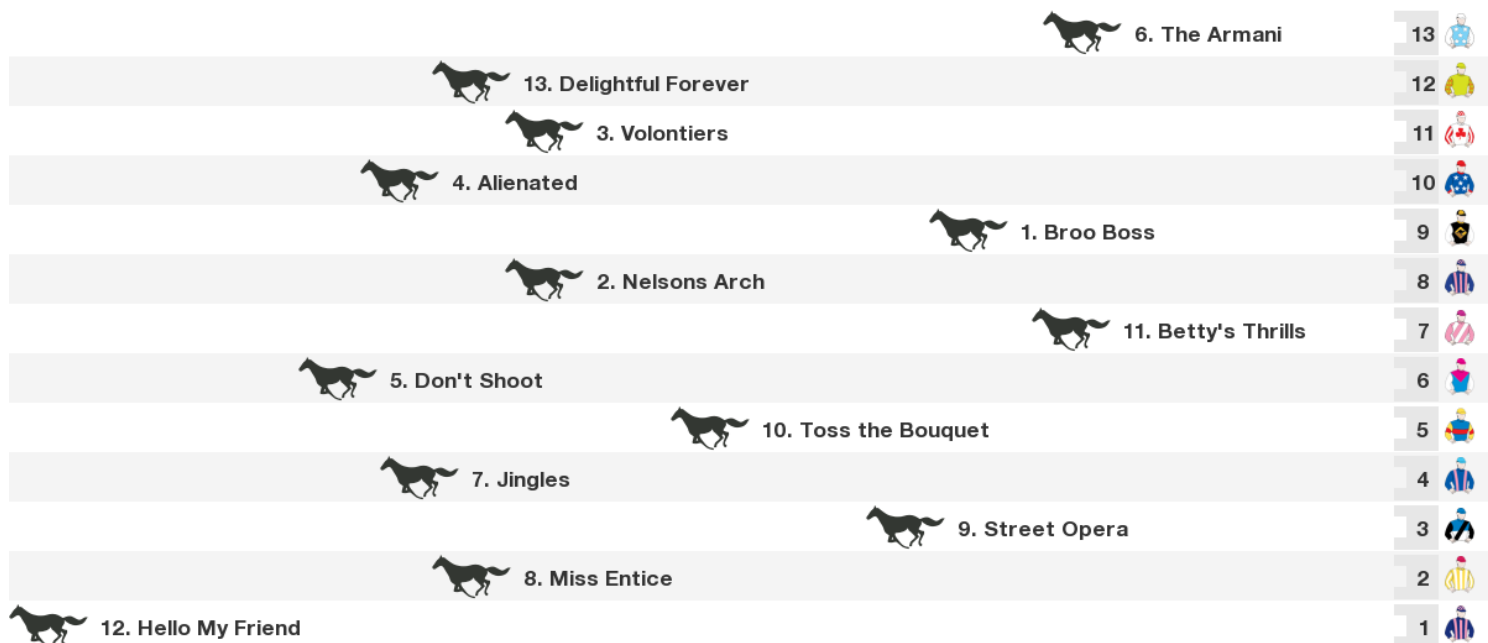 6. The Armani 13
13. Delightful Forever 12
3. Volontiers 11
4. Alienated 10
1. Broo Boss 9
2. Nelsons Arch 8
11. Betty's Thrills 7
5. Don't Shoot 6
10. Toss the Bouquet 5
7. Jingles 4
9. Street Opera 3
8. Miss Entice 2
12. Hello My Friend 1